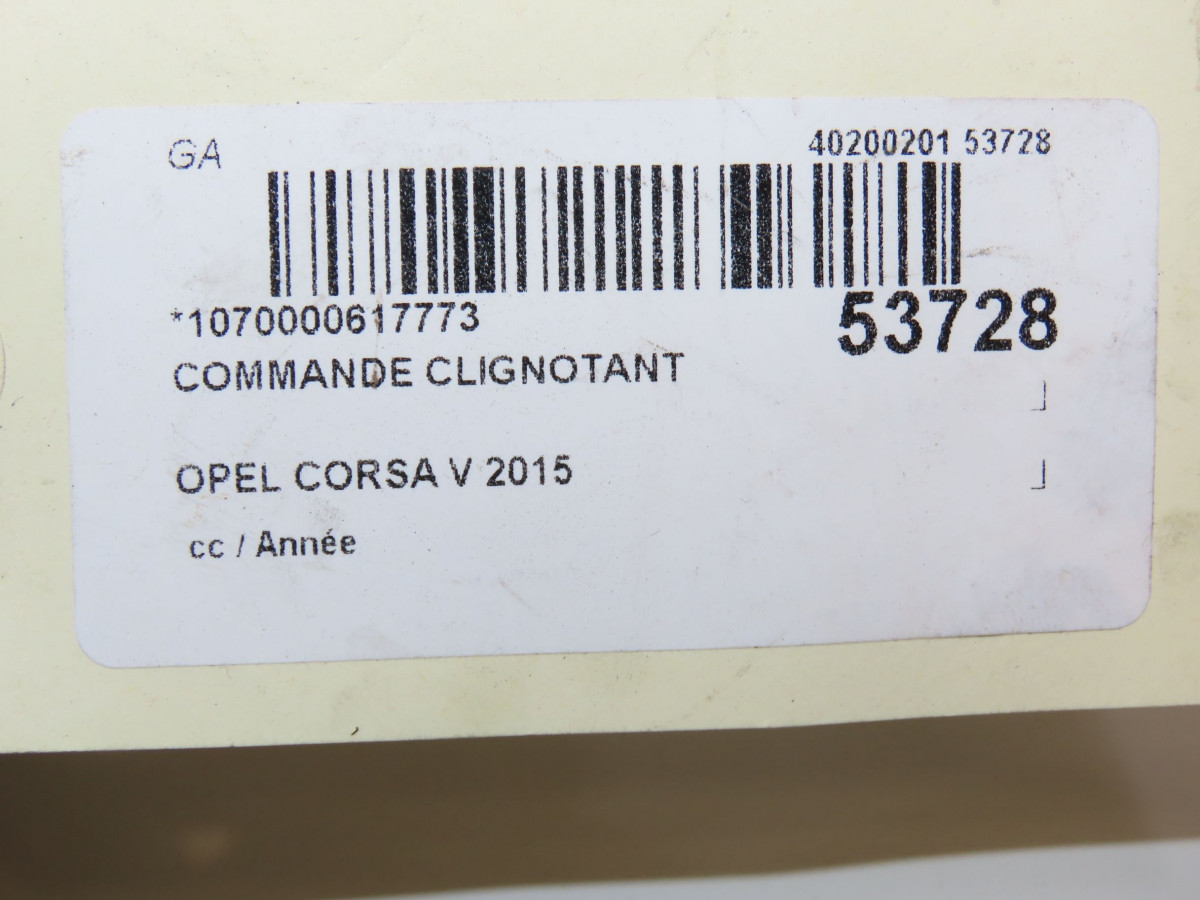 GA 40200201 53728
*1070000617773 53728
COMMANDE CLIGNOTANT
OPEL CORSA V 2015
cc / Année